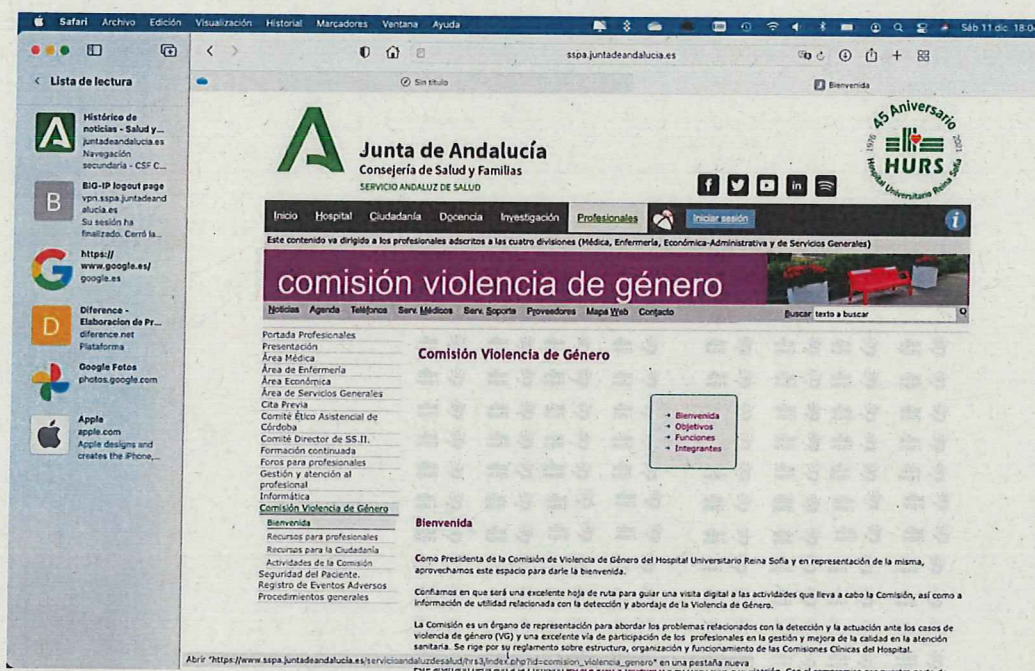 Safari Archivo Edición Visualización Historial Marcadores Ventana Ayuda
Sáb 11 dic 18:0
sspa.juntadeandalucia.es
Lista de lectura
Sin título
Bienvenida
Histórico de
noticias - Salud y...
juntadeandalucia.es
Navegación
secundaria - CSF C...
B
BIG-IP logout page
vpn.sspa.juntadeand
alucia.es
Su sesión ha
finalizado. Cerró la...
G
https://
www.google.es/
google.es
D
Diference -
Elaboracion de Pr...
diference.net
Plataforma
Google Fotos
photos.google.com
Apple
apple.com
Apple designs and
creates the iPhone,...
Junta de Andalucía
Consejería de Salud y Familias
SERVICIO ANDALUZ DE SALUD
45 Aniversario
1976
2021
HURS
Hospital Universitario Reina Sofía
Inicio Hospital Ciudadanía Docencia Investigación Profesionales Iniciar sesión
Este contenido va dirigido a los profesionales adscritos a las cuatro divisiones (Médica, Enfermería, Económica-Administrativa y de Servicios Generales)
comisión violencia de género
Noticias Agenda Teléfonos Serv. Médicos Serv. Soporte Proveedores Mapa Web Contacto
Buscar texto a buscar
Portada Profesionales
Presentación
Área Médica
Área de Enfermería
Área Económica
Área de Servicios Generales
Cita Previa
Comité Ético Asistencial de
Córdoba
Comité Director de SS.II.
Formación continuada
Foros para profesionales
Gestión y atención al
profesional
Informática
Comisión Violencia de Género
Bienvenida
Recursos para profesionales
Recursos para la Ciudadanía
Actividades de la Comisión
Seguridad del Paciente.
Registro de Eventos Adversos
Procedimientos generales
Comisión Violencia de Género
Bienvenida
Objetivos
Funciones
Integrantes
Bienvenida
Como Presidenta de la Comisión de Violencia de Género del Hospital Universitario Reina Sofía y en representación de la misma,
aprovechamos este espacio para darle la bienvenida.
Confiamos en que será una excelente hoja de ruta para guiar una visita digital a las actividades que lleva a cabo la Comisión, así como a
información de utilidad relacionada con la detección y abordaje de la Violencia de Género.
La Comisión es un órgano de representación para abordar los problemas relacionados con la detección y la actuación ante los casos de
violencia de género (VG) y una excelente vía de participación de los profesionales en la gestión y mejora de la calidad en la atención
sanitaria. Se rige por su reglamento sobre estructura, organización y funcionamiento de las Comisiones Clínicas del Hospital.
Abrir "https://www.sspa.juntadeandalucia.es/servicioandaluzdesalud/hrs3/index.php?id=comision_violencia_genero" en una pestaña nueva